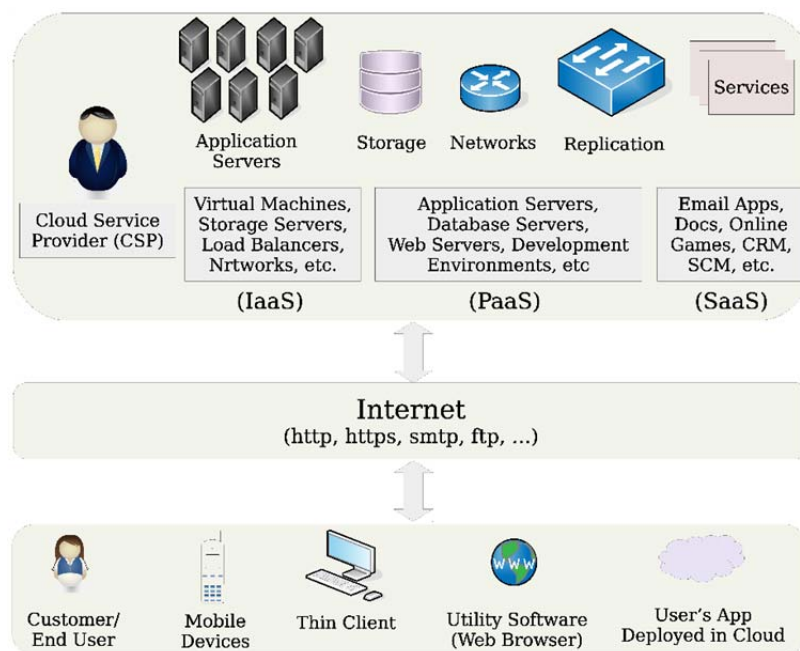 Services
Application
Servers
Storage
Networks
Replication
Cloud Service
Provider (CSP)
Virtual Machines,
Storage Servers,
Load Balancers,
Nrtworks, etc.
(IaaS)
Application Servers,
Database Servers,
Web Servers, Development
Environments, etc
(PaaS)
Email Apps,
Docs, Online
Games, CRM,
SCM, etc.
(SaaS)
Internet
(http, https, smtp, ftp, ...)
Customer/
End User
Mobile
Devices
Thin Client
WWW
Utility Software
(Web Browser)
User's App
Deployed in Cloud